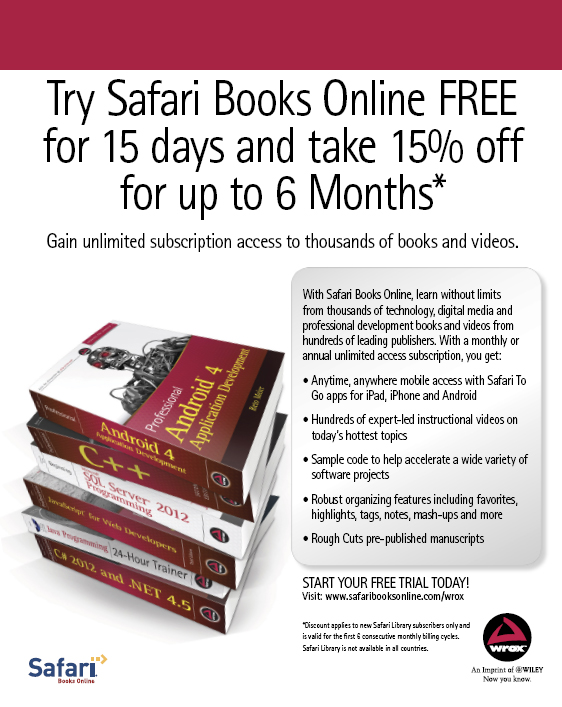 Try Safari Books Online FREE
for 15 days and take 15% off
for up to 6 Months*
Gain unlimited subscription access to thousands of books and videos.
With Safari Books Online, learn without limits
from thousands of technology, digital media and
professional development books and videos from
hundreds of leading publishers. With a monthly or
annual unlimited access subscription, you get:
• Anytime, anywhere mobile access with Safari To
Go apps for iPad, iPhone and Android
• Hundreds of expert-led instructional videos on
today's hottest topics
• Sample code to help accelerate a wide variety of
software projects
• Robust organizing features including favorites,
highlights, tags, notes, mash-ups and more
• Rough Cuts pre-published manuscripts
START YOUR FREE TRIAL TODAY!
Visit: www.safaribooksonline.com/wrox
*Discount applies to new Safari Library subscribers only and
is valid for the first 6 consecutive monthly billing cycles.
Safari Library is not available in all countries.
Professional
Android 4
Application Development
Reto Meier
Professional
Android 4
Application Development
C++
Beginning
SQL Server 2012
Programming
JavaScript for Web Developers
Java Programming
24-Hour Trainer
C# 2012 and .NET 4.5
Safari
Books Online
wrox
An Imprint of WILEY
Now you know.